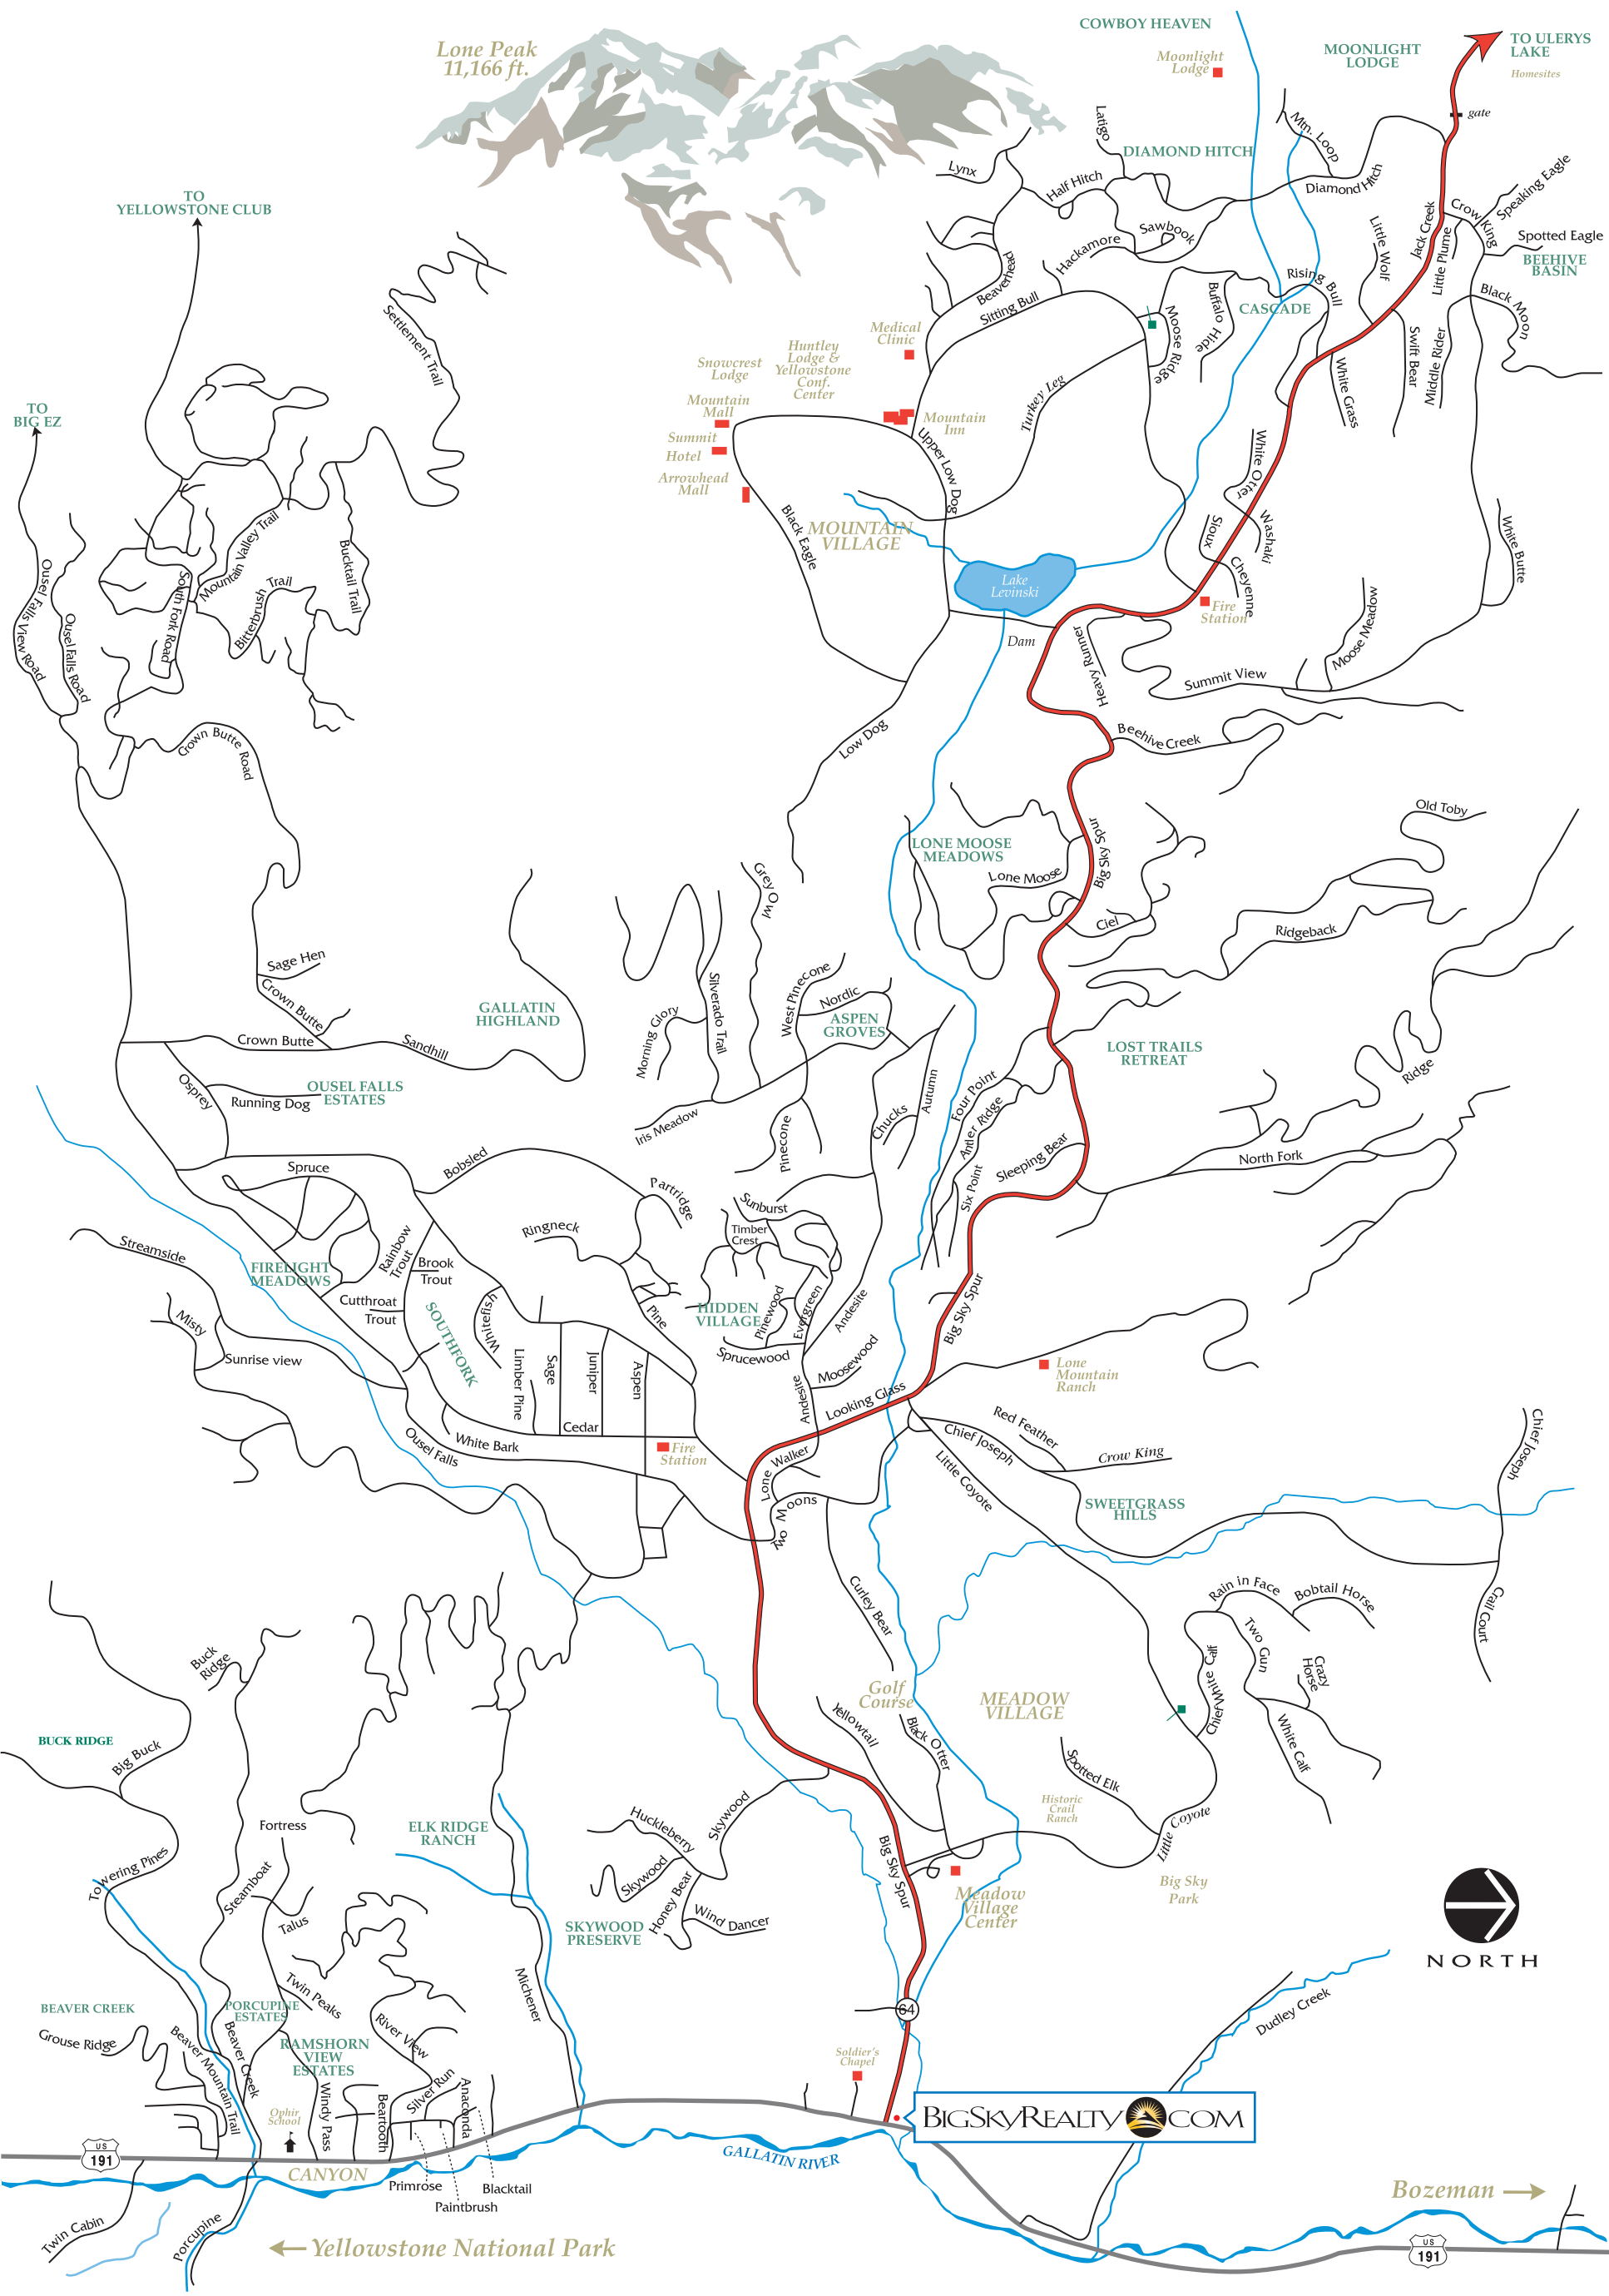 COWBOY HEAVEN
Moonlight
Lodge
MOONLIGHT
LODGE
TO ULERYS
LAKE
Homesites
gate
Lone Peak
11,166 ft.
Latigo
Mtn. Loop
DIAMOND HITCH
Lynx
Half Hitch
Diamond Hitch
Speaking Eagle
Crow King
Spotted Eagle
BEEHIVE
BASIN
Jack Creek
Little Plume
Little Wolf
Sawbook
Hackamore
Beaverhead
Sitting Bull
Rising Bull
CASCADE
Buffalo Hide
Moose Ridge
Black Moon
Swift Bear
Middle Rider
White Grass
TO
YELLOWSTONE CLUB
Settlement Trail
TO
BIG EZ
Medical
Clinic
Huntley
Lodge &
Yellowstone
Conf.
Center
Snowcrest
Lodge
Mountain
Mall
Summit
Hotel
Arrowhead
Mall
Mountain
Inn
Upper Low Dog
Turkey Leg
Black Eagle
MOUNTAIN
VILLAGE
White Otter
Washaki
Sioux
Cheyenne
White Butte
Lake
Levinski
Dam
Fire
Station
Heavy Runner
Moose Meadow
Summit View
Beehive Creek
Low Dog
Ousel Falls View Road
Ousel Falls Road
South Fork Road
Mountain Valley Trail
Bitterbrush
Trail
Bucktail Trail
Crown Butte Road
LONE MOOSE
MEADOWS
Lone Moose
Big Sky Spur
Ciel
Old Toby
Ridgeback
Grey Owl
Sage Hen
Crown Butte
Crown Butte
Sandhill
GALLATIN
HIGHLAND
Silverado Trail
Morning Glory
West Pinecone
Nordic
ASPEN
GROVES
Iris Meadow
Pinecone
Chucks
Autumn
Four Point
Antler Ridge
Six Point
Sleeping Bear
LOST TRAILS
RETREAT
Ridge
North Fork
Osprey
Running Dog
OUSEL FALLS
ESTATES
Spruce
Bobsled
Partridge
Ringneck
Sunburst
Timber
Crest
Streamside
FIRELIGHT
MEADOWS
Rainbow
Trout
Brook
Trout
Cutthroat
Trout
SOUTHFORK
Whitefish
Pine
HIDDEN
VILLAGE
Pinewood
Evergreen
Andesite
Sprucewood
Moosewood
Andesite
Big Sky Spur
Misty
Sunrise view
Limber Pine
Sage
Juniper
Aspen
Cedar
White Bark
Ousel Falls
Fire
Station
Looking Glass
Lone Walker
Two Moons
Lone
Mountain
Ranch
Red Feather
Chief Joseph
Crow King
Little Coyote
SWEETGRASS
HILLS
Chief Joseph
Crail Court
Curley Bear
Rain in Face
Bobtail Horse
Two Gun
Crazy
Horse
Chief White Calf
White Calf
Golf
Course
MEADOW
VILLAGE
Yellowtail
Black Otter
Spotted Elk
Historic
Crail
Ranch
Little Coyote
Big Sky
Park
Meadow
Village
Center
Big Sky Spur
Buck
Ridge
BUCK RIDGE
Big Buck
Towering Pines
Fortress
Steamboat
Talus
ELK RIDGE
RANCH
Huckleberry
Skywood
Skywood
Honey Bear
Wind Dancer
SKYWOOD
PRESERVE
Michener
NORTH
Dudley Creek
BEAVER CREEK
Grouse Ridge
Beaver Mountain Trail
Beaver Creek
PORCUPINE
ESTATES
Twin Peaks
RAMSHORN
VIEW
ESTATES
River View
Silver Run
Anaconda
Beartooth
Windy Pass
Ophir
School
64
Soldier's
Chapel
BIGSKYREALTY.COM
US
191
CANYON
Primrose
Paintbrush
Blacktail
GALLATIN RIVER
Twin Cabin
Porcupine
Yellowstone National Park
Bozeman
US
191